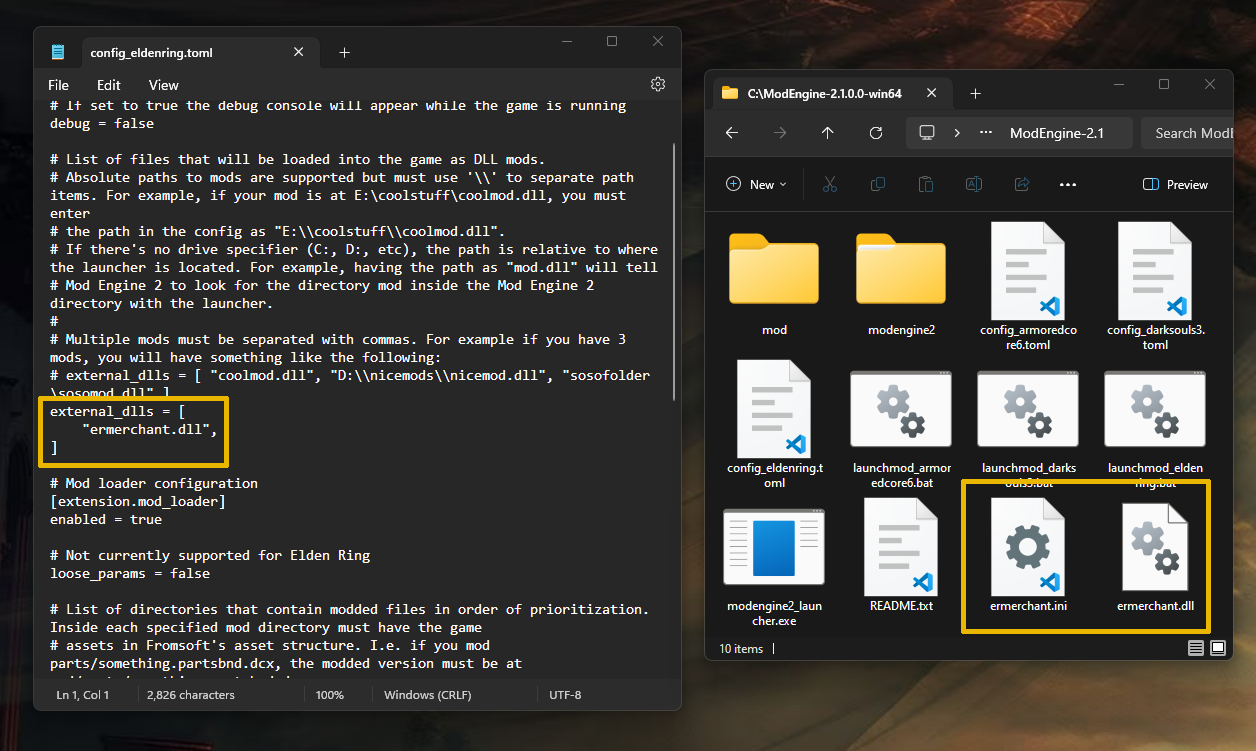 config_eldenring.toml
File Edit View
# If set to true the debug console will appear while the game is running
debug = false
# List of files that will be loaded into the game as DLL mods.
# Absolute paths to mods are supported but must use '\\' to separate path
items. For example, if your mod is at E:\coolstuff\coolmod.dll, you must
enter
# the path in the config as "E:\\coolstuff\\coolmod.dll".
# If there's no drive specifier (C:, D:, etc), the path is relative to where
the launcher is located. For example, having the path as "mod.dll" will tell
# Mod Engine 2 to look for the directory mod inside the Mod Engine 2
directory with the launcher.
#
# Multiple mods must be separated with commas. For example if you have 3
mods, you will have something like the following:
# external_dlls = [ "coolmod.dll", "D:\\nicemods\\nicemod.dll", "sosofolder
\sosomod.dll" ]
external_dlls = [
"ermerchant.dll",
]
# Mod loader configuration
[extension.mod_loader]
enabled = true
# Not currently supported for Elden Ring
loose_params = false
# List of directories that contain modded files in order of prioritization.
Inside each specified mod directory must have the game
# assets in Fromsoft's asset structure. I.e. if you mod
parts/something.partsbnd.dcx, the modded version must be at
Ln 1, Col 1
2,826 characters
100%
Windows (CRLF)
UTF-8
C:\ModEngine-2.1.0.0-win64
ModEngine-2.1
Search ModE
New
Preview
mod
modengine2
config_armoredco
re6.toml
config_darksouls3.
toml
config_eldenring.t
oml
launchmod_armor
edcore6.bat
launchmod_darks
ouls3.bat
launchmod_elden
ring.bat
modengine2_laun
cher.exe
README.txt
ermerchant.ini
ermerchant.dll
10 items